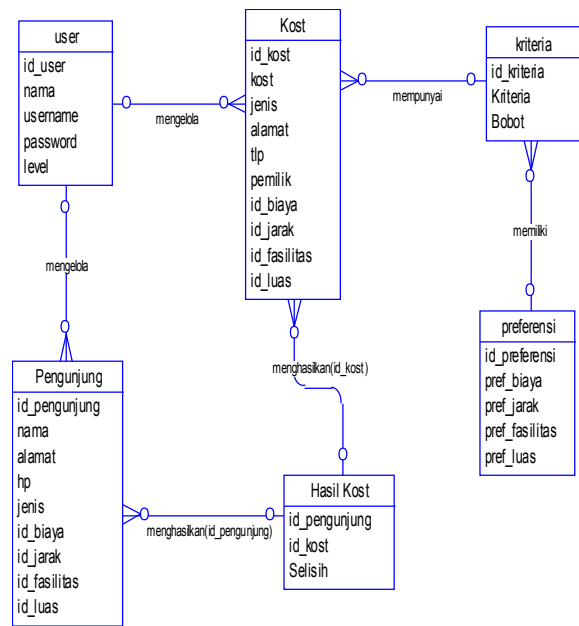 user
id_user
nama
username
password
level
mengelola
Kost
id_kost
kost
jenis
alamat
tlp
pemilik
id_biaya
id_jarak
id_fasilitas
id_luas
mempunyai
kriteria
id_kriteria
Kriteria
Bobot
mengelola
memiliki
Pengunjung
id_pengunjung
nama
alamat
hp
jenis
id_biaya
id_jarak
id_fasilitas
id_luas
menghasilkan(id_kost)
menghasilkan(id_pengunjung)
Hasil Kost
id_pengunjung
id_kost
Selisih
preferensi
id_preferensi
pref_biaya
pref_jarak
pref_fasilitas
pref_luas